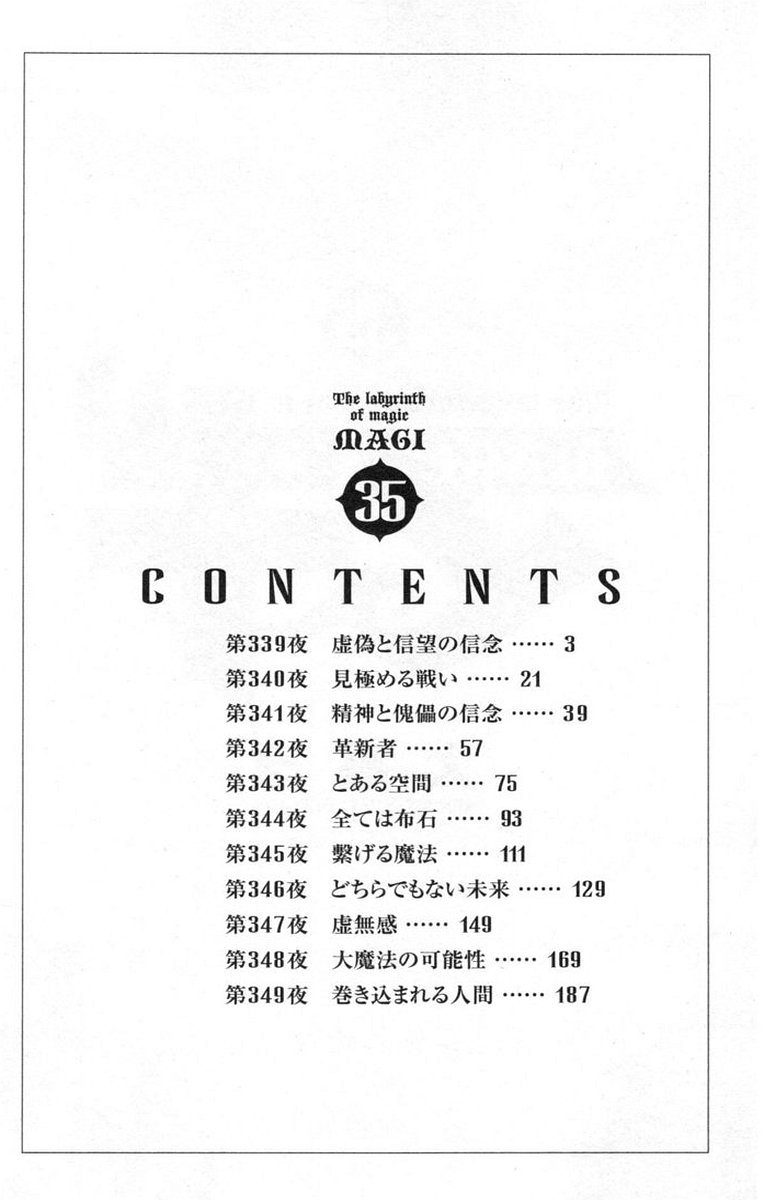 The labyrinth
of magic
MAGI
35
CONTENTS
第339夜 虚偽と信望の信念 …… 3
第340夜 見極める戦い …… 21
第341夜 精神と傀儡の信念 …… 39
第342夜 革新者 …… 57
第343夜 とある空間 …… 75
第344夜 全ては布石 …… 93
第345夜 繫げる魔法 …… 111
第346夜 どちらでもない未来 …… 129
第347夜 虚無感 …… 149
第348夜 大魔法の可能性 …… 169
第349夜 巻き込まれる人間 …… 187